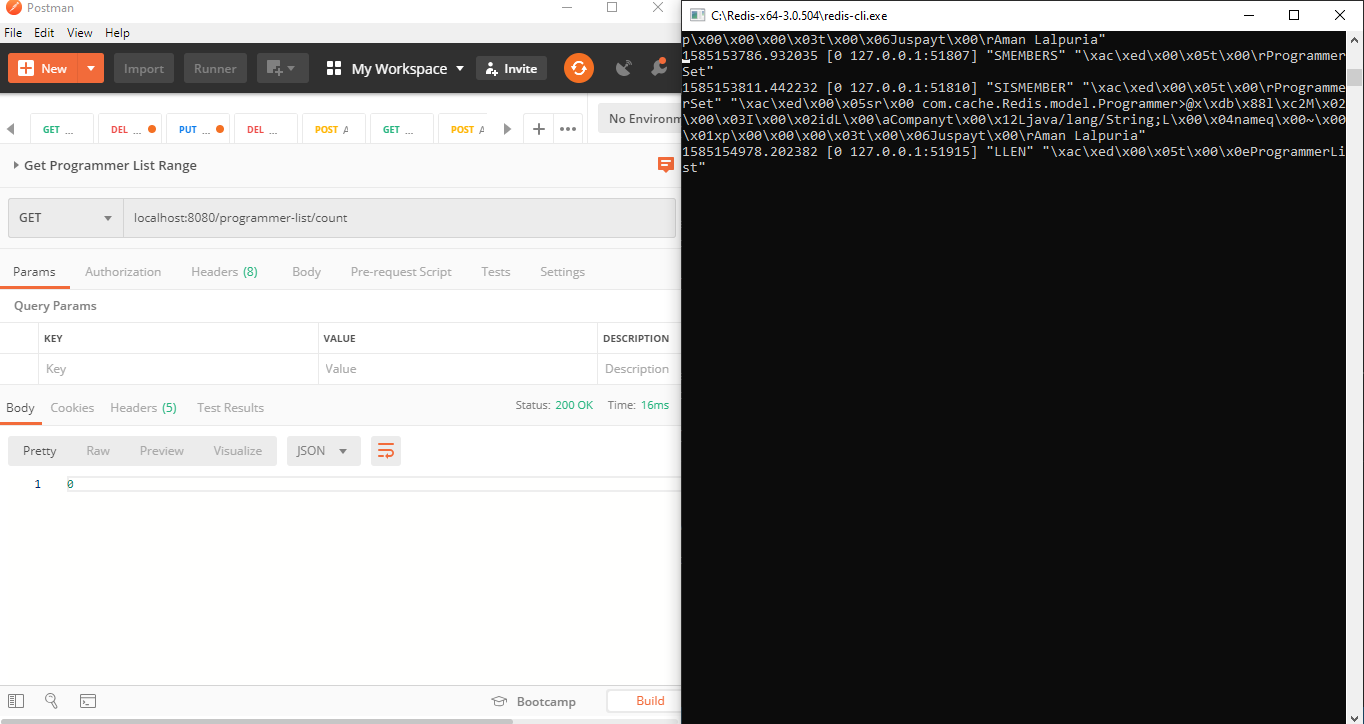 Postman
File Edit View Help
New Import Runner My Workspace Invite
GET ... DEL ... PUT ... DEL ... POST A GET ... POST A No Environm
Get Programmer List Range
GET localhost:8080/programmer-list/count
Params Authorization Headers (8) Body Pre-request Script Tests Settings
Query Params
KEY VALUE DESCRIPTION
Key Value Description
Body Cookies Headers (5) Test Results Status: 200 OK Time: 16ms
Pretty Raw Preview Visualize JSON
1 0
Bootcamp Build
C:\Redis-x64-3.0.504\redis-cli.exe
p\x00\x00\x00\x03t\x00\x06Juspayt\x00\rAman Lalpuria"
1585153786.932035 [0 127.0.0.1:51807] "SMEMBERS" "\xac\xed\x00\x05t\x00\rProgrammer
Set"
1585153811.442232 [0 127.0.0.1:51810] "SISMEMBER" "\xac\xed\x00\x05t\x00\rProgramme
rSet" "\xac\xed\x00\x05sr\x00 com.cache.Redis.model.Programmer>@x\xdb\x88l\xc2M\x02
\x00\x03I\x00\x02idL\x00\aCompanyt\x00\x12Ljava/lang/String;L\x00\x04nameq\x00~\x00
\x01xp\x00\x00\x00\x03t\x00\x06Juspayt\x00\rAman Lalpuria"
1585154978.202382 [0 127.0.0.1:51915] "LLEN" "\xac\xed\x00\x05t\x00\x0eProgrammerLi
st"